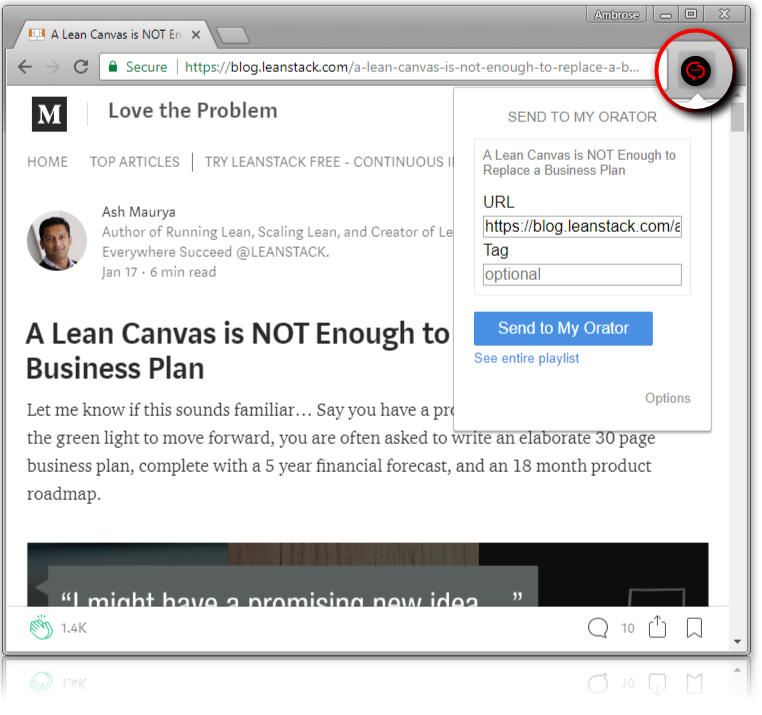 Ambrose
A Lean Canvas is NOT En
Secure https://blog.leanstack.com/a-lean-canvas-is-not-enough-to-replace-a-b...
M Love the Problem
HOME TOP ARTICLES TRY LEANSTACK FREE - CONTINUOUS
Ash Maurya
Author of Running Lean, Scaling Lean, and Creator of Le
Everywhere Succeed @LEANSTACK.
Jan 17 · 6 min read
SEND TO MY ORATOR
A Lean Canvas is NOT Enough to
Replace a Business Plan
URL
https://blog.leanstack.com/a
Tag
optional
Send to My Orator
See entire playlist
Options
A Lean Canvas is NOT Enough to
Business Plan
Let me know if this sounds familiar… Say you have a pro
the green light to move forward, you are often asked to write an elaborate 30 page
business plan, complete with a 5 year financial forecast, and an 18 month product
roadmap.
“I might have a promising new idea ... ”
1.4K
10